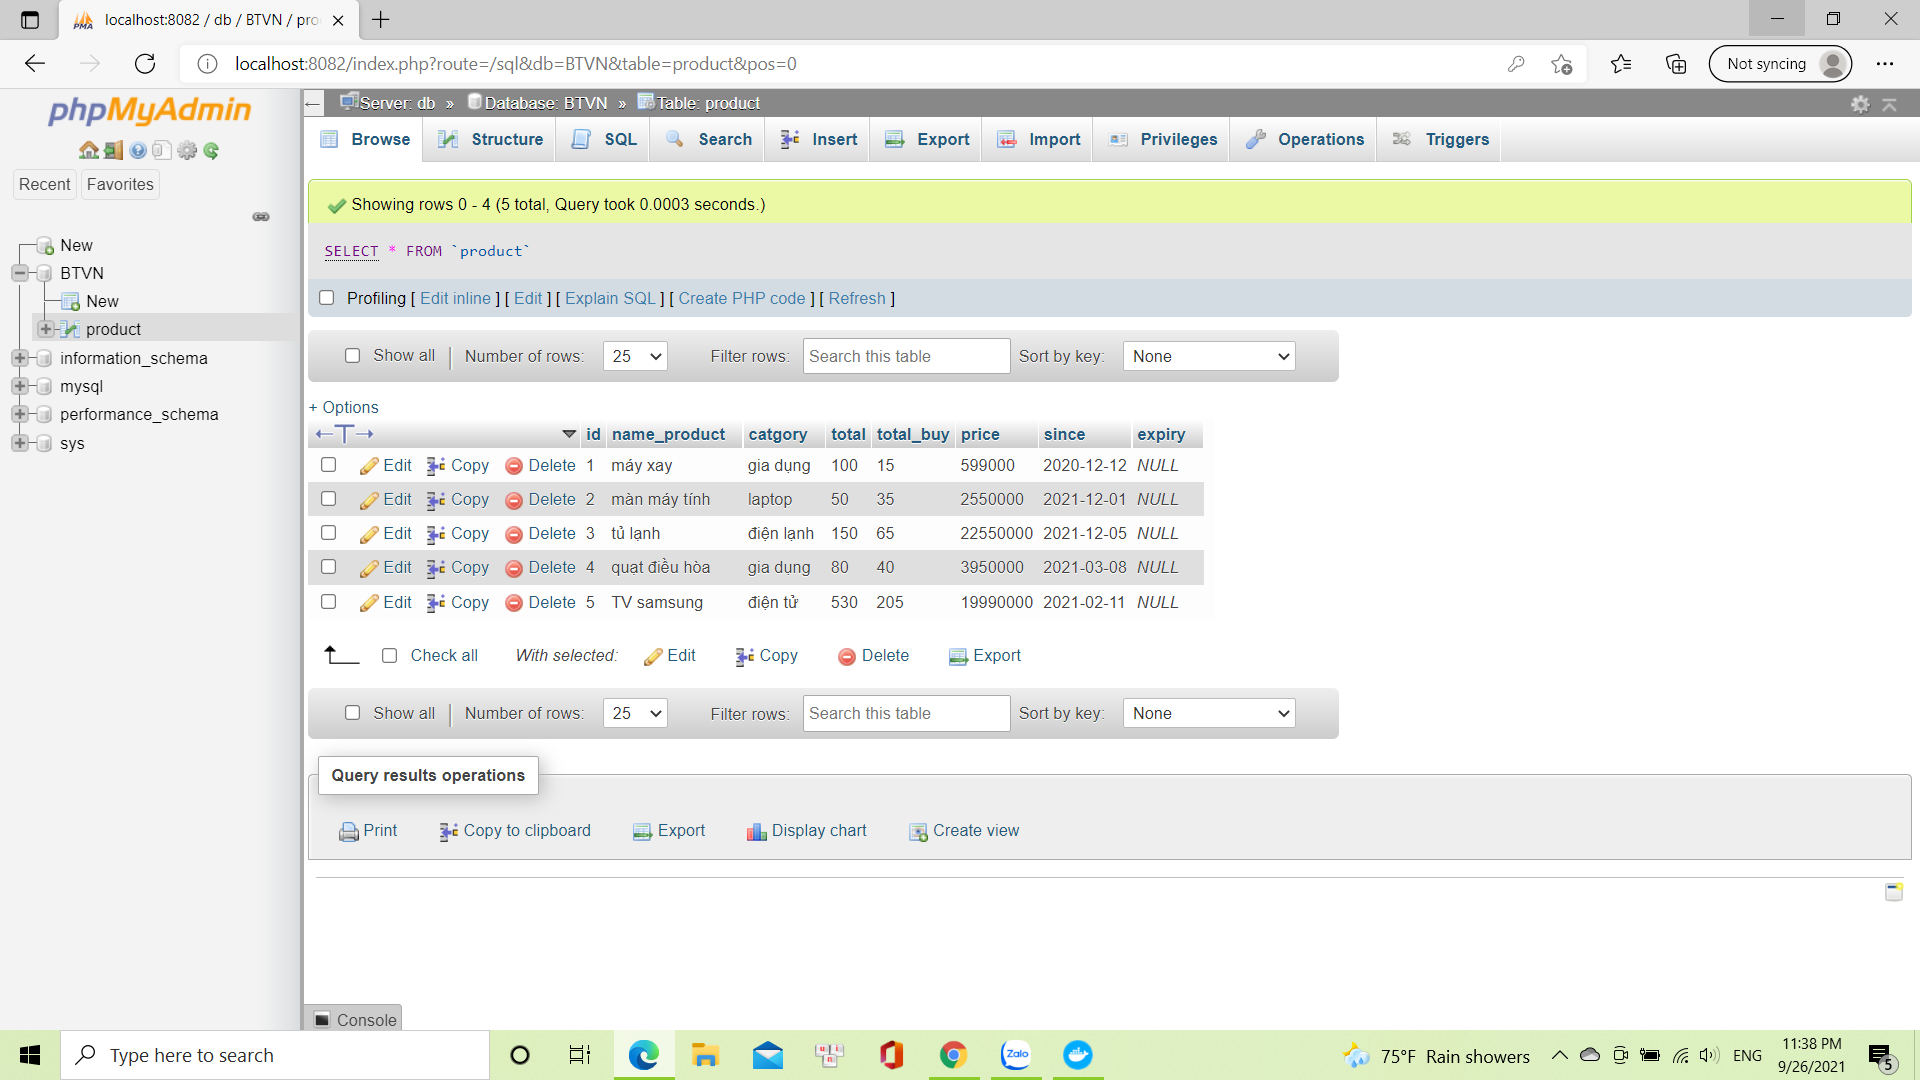 localhost:8082 / db / BTVN / pro
localhost:8082/index.php?route=/sql&db=BTVN&table=product&pos=0
Not syncing
phpMyAdmin
Recent Favorites
New
BTVN
New
product
information_schema
mysql
performance_schema
sys
Server: db » Database: BTVN » Table: product
Browse Structure SQL Search Insert Export Import Privileges Operations Triggers
Showing rows 0 - 4 (5 total, Query took 0.0003 seconds.)
SELECT * FROM `product`
Profiling [ Edit inline ] [ Edit ] [ Explain SQL ] [ Create PHP code ] [ Refresh ]
Show all | Number of rows: 25 Filter rows: Search this table Sort by key: None
+ Options
←T→ id name_product catgory total total_buy price since expiry
Edit Copy Delete 1 máy xay gia dụng 100 15 599000 2020-12-12 NULL
Edit Copy Delete 2 màn máy tính laptop 50 35 2550000 2021-12-01 NULL
Edit Copy Delete 3 tủ lạnh điện lạnh 150 65 22550000 2021-12-05 NULL
Edit Copy Delete 4 quạt điều hòa gia dụng 80 40 3950000 2021-03-08 NULL
Edit Copy Delete 5 TV samsung điện tử 530 205 19990000 2021-02-11 NULL
Check all With selected: Edit Copy Delete Export
Show all | Number of rows: 25 Filter rows: Search this table Sort by key: None
Query results operations
Print Copy to clipboard Export Display chart Create view
Console
Type here to search
Zalo
75°F Rain showers
ENG
11:38 PM
9/26/2021
5